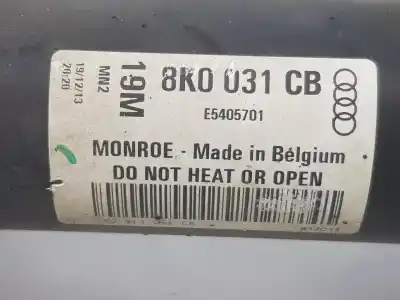 19/12/13
20:20
MN2
19M
8K0 031 CB
E5405701
MONROE - Made in Belgium
DO NOT HEAT OR OPEN